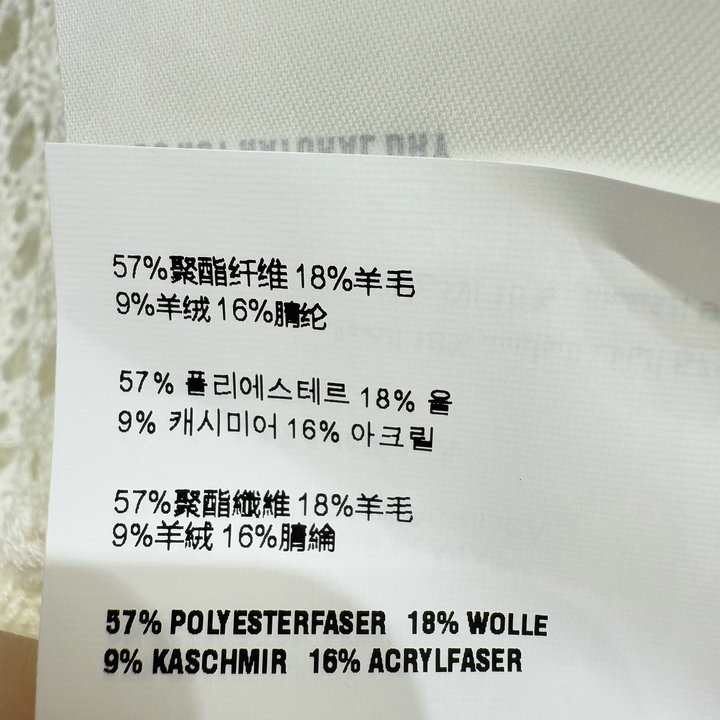 57%聚酯纤维 18%羊毛
9%羊绒 16%腈纶
57% 폴리에스테르 18% 울
9% 캐시미어 16% 아크릴
57%聚酯纖維 18%羊毛
9%羊絨 16%腈綸
57% POLYESTERFASER 18% WOLLE
9% KASCHMIR 16% ACRYLFASER